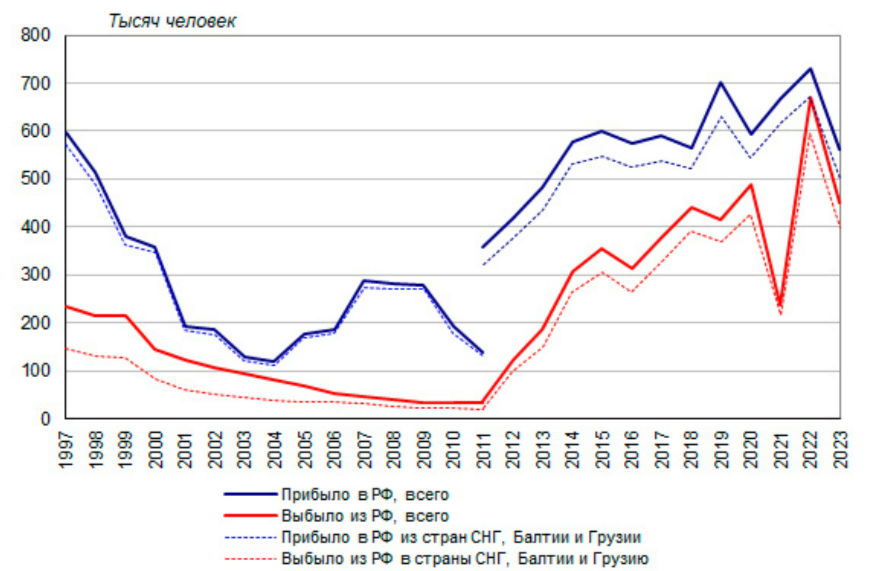 Тысяч человек
800
700
600
500
400
300
200
100
0
1997 1998 1999 2000 2001 2002 2003 2004 2005 2006 2007 2008 2009 2010 2011 2012 2013 2014 2015 2016 2017 2018 2019 2020 2021 2022 2023
Прибыло в РФ, всего
Выбыло из РФ, всего
Прибыло в РФ из стран СНГ, Балтии и Грузии
Выбыло из РФ в страны СНГ, Балтии и Грузию